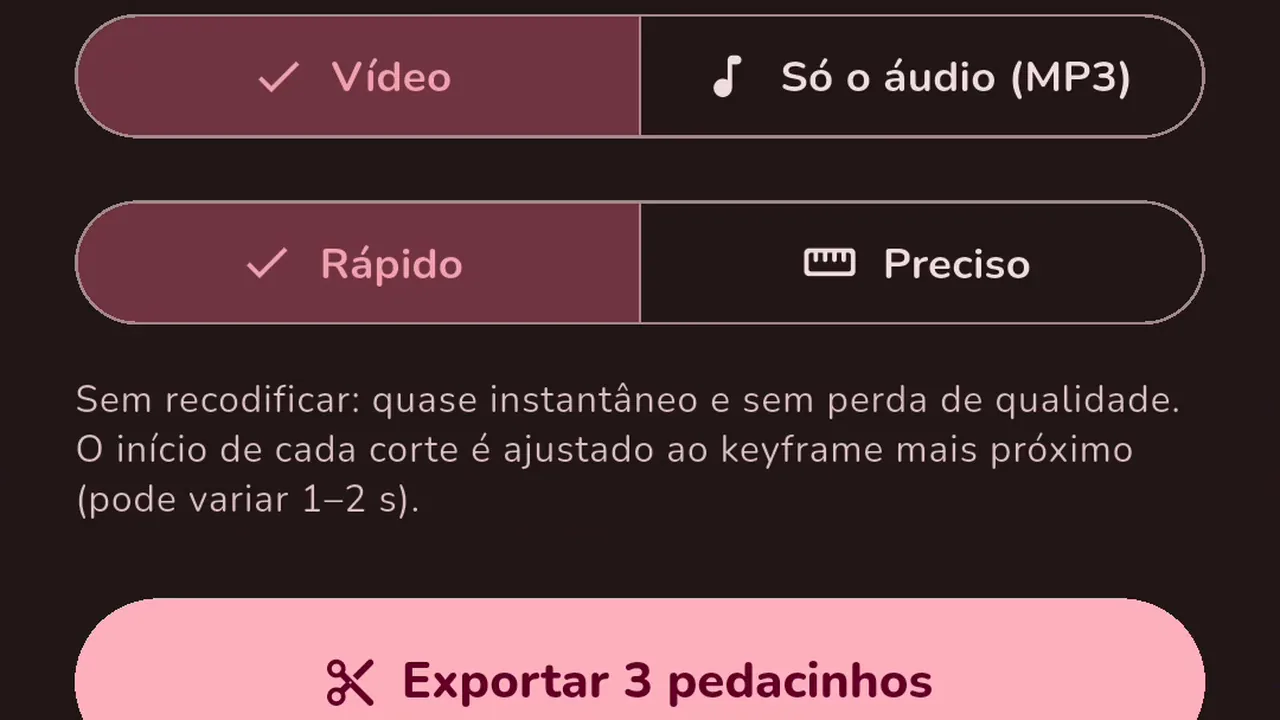 Vídeo
Só o áudio (MP3)
Rápido
Preciso
Sem recodificar: quase instantâneo e sem perda de qualidade.
O início de cada corte é ajustado ao keyframe mais próximo
(pode variar 1–2 s).
Exportar 3 pedacinhos